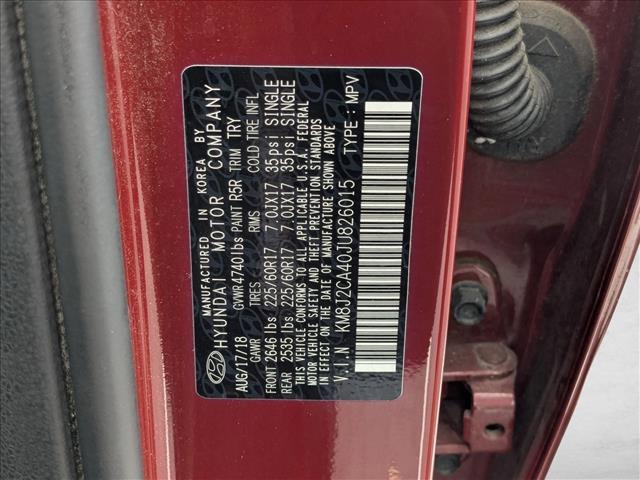 MANUFACTURED IN KOREA BY
HYUNDAI MOTOR COMPANY
AUG/17/18 GVWR 4740 lbs PAINT R5R TRIM TRY
GAWR TIRES RIMS COLD TIRE INFL
FRONT 2646 lbs 225/60R17 7.0JX17 35psi SINGLE
REAR 2535 lbs 225/60R17 7.0JX17 35psi SINGLE
THIS VEHICLE CONFORMS TO ALL APPLICABLE U.S.A. FEDERAL
MOTOR VEHICLE SAFETY AND THEFT PREVENTION STANDARDS
IN EFFECT ON THE DATE OF MANUFACTURE SHOWN ABOVE
V.I.N: KM8J2CA40JU826015 TYPE : MPV